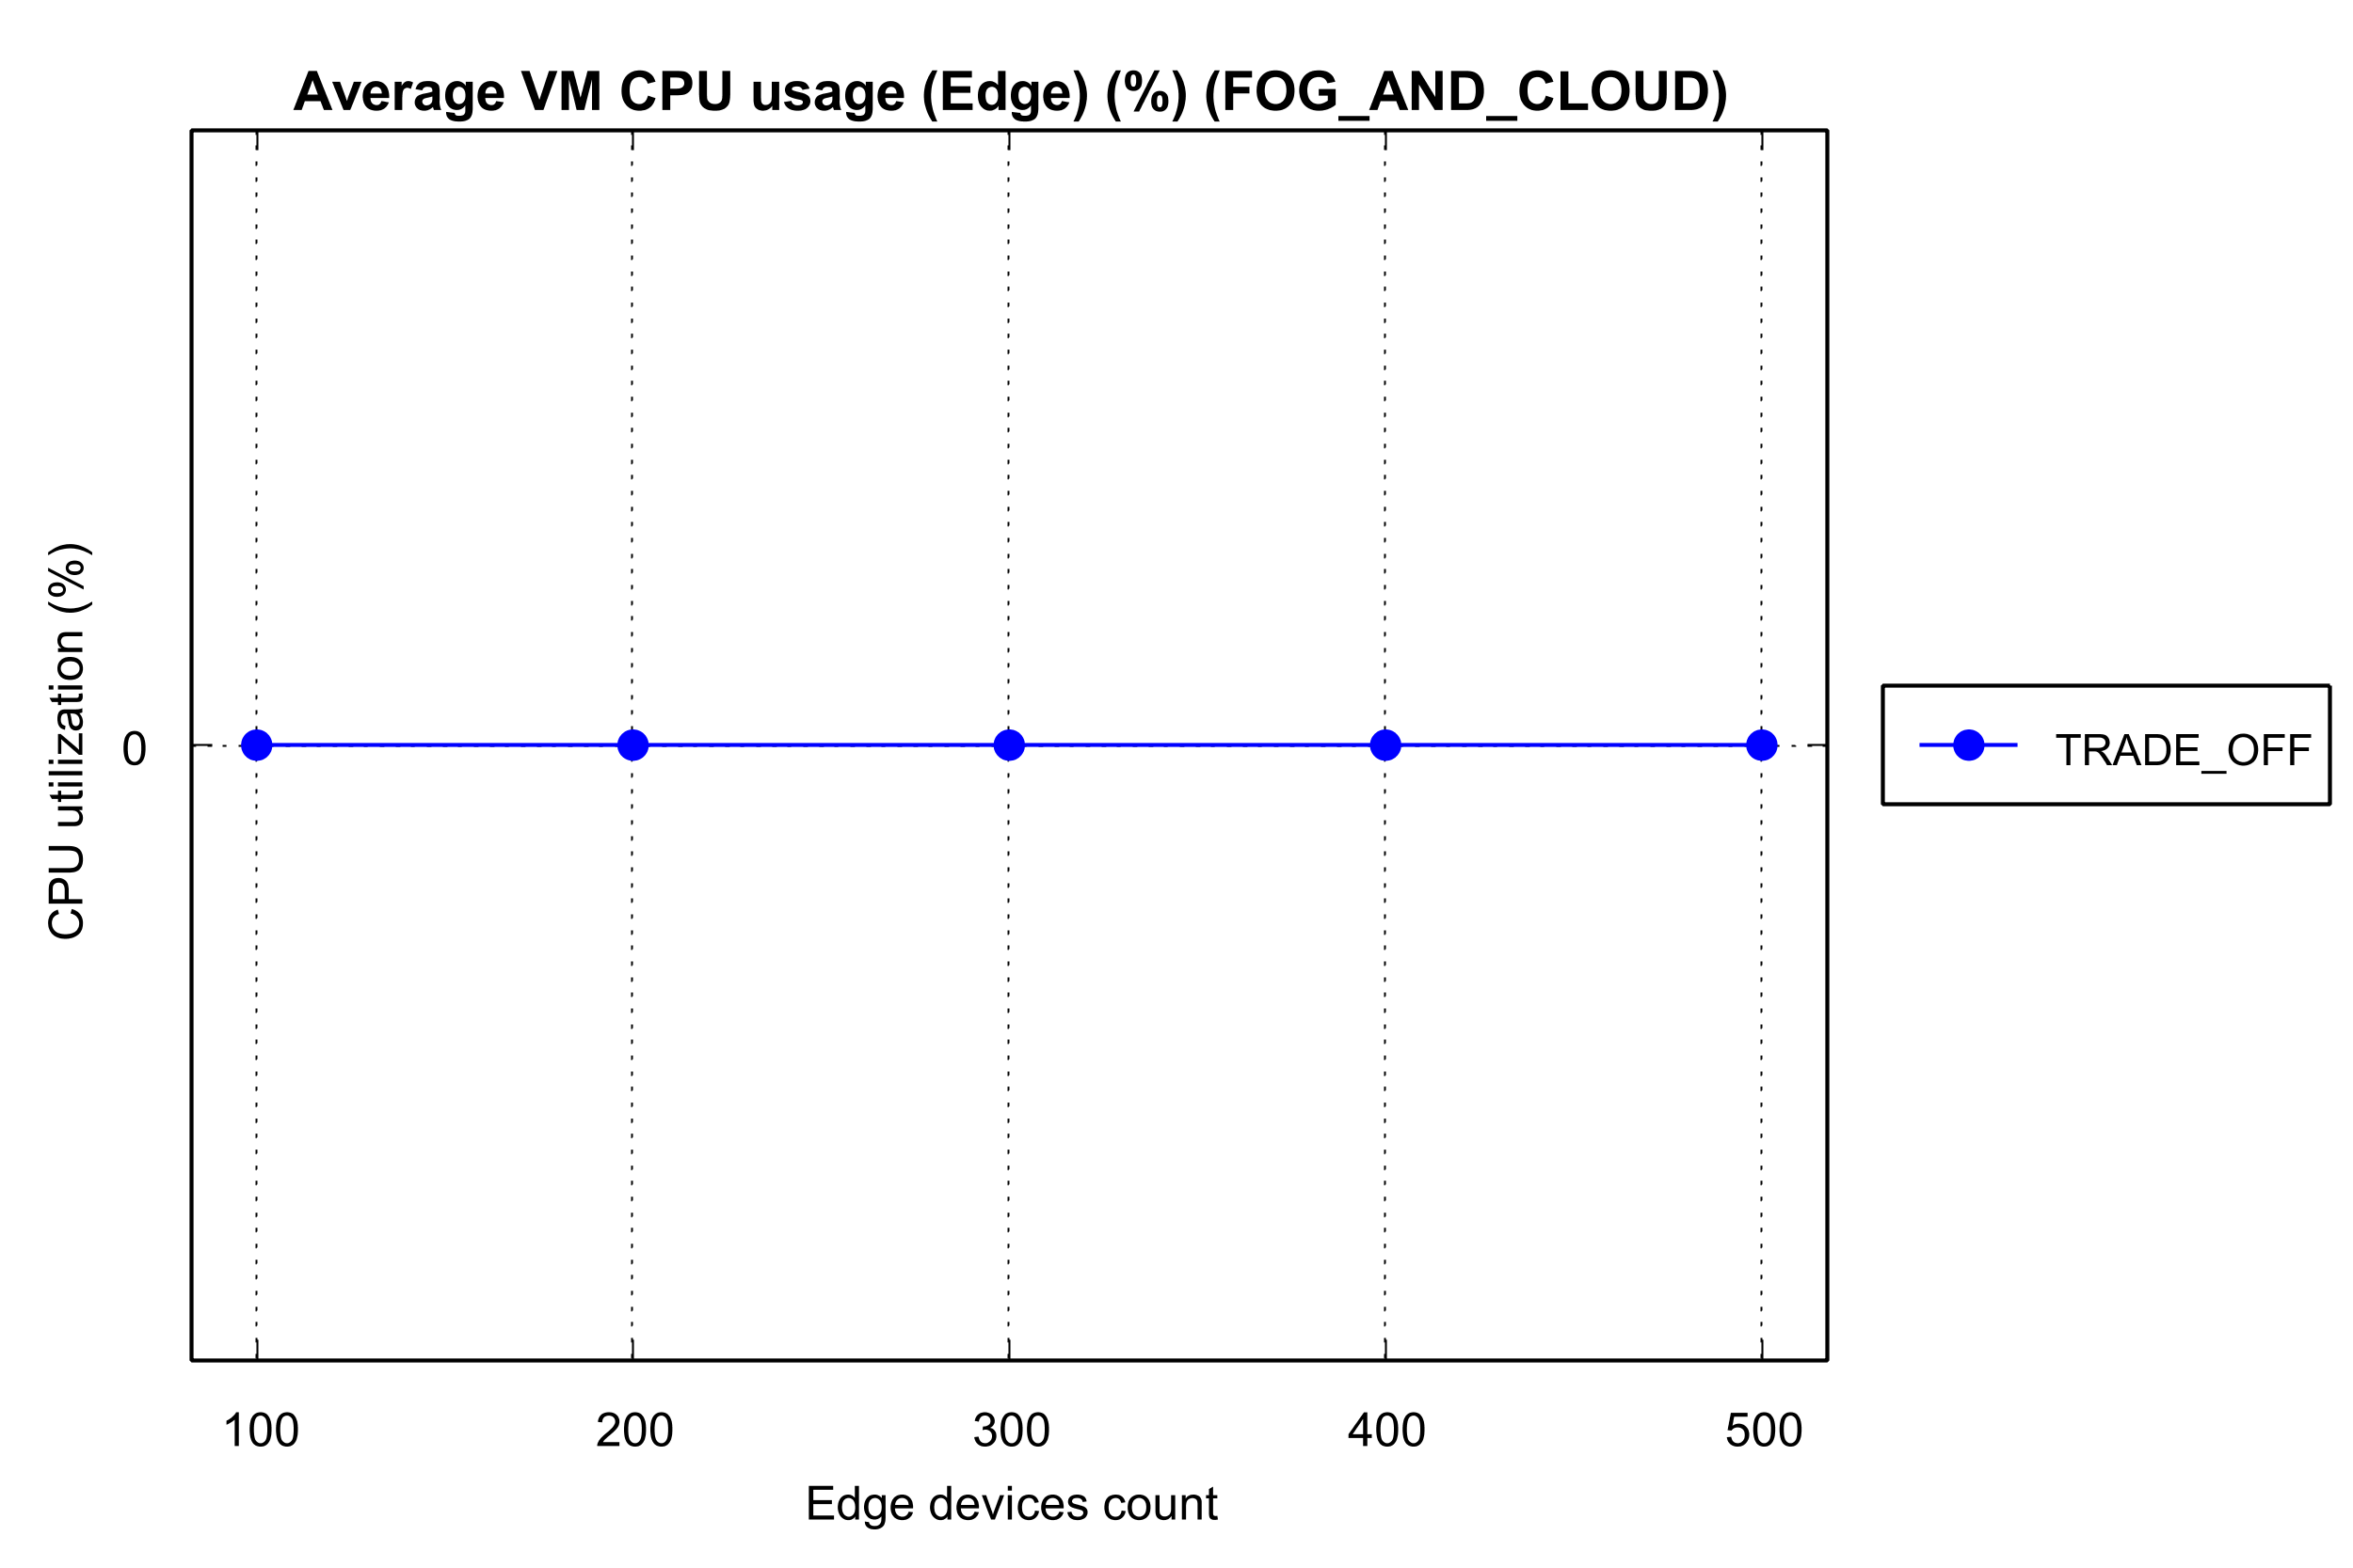 Average VM CPU usage (Edge) (%) (FOG_AND_CLOUD)
CPU utilization (%)
0
TRADE_OFF
100 200 300 400 500
Edge devices count